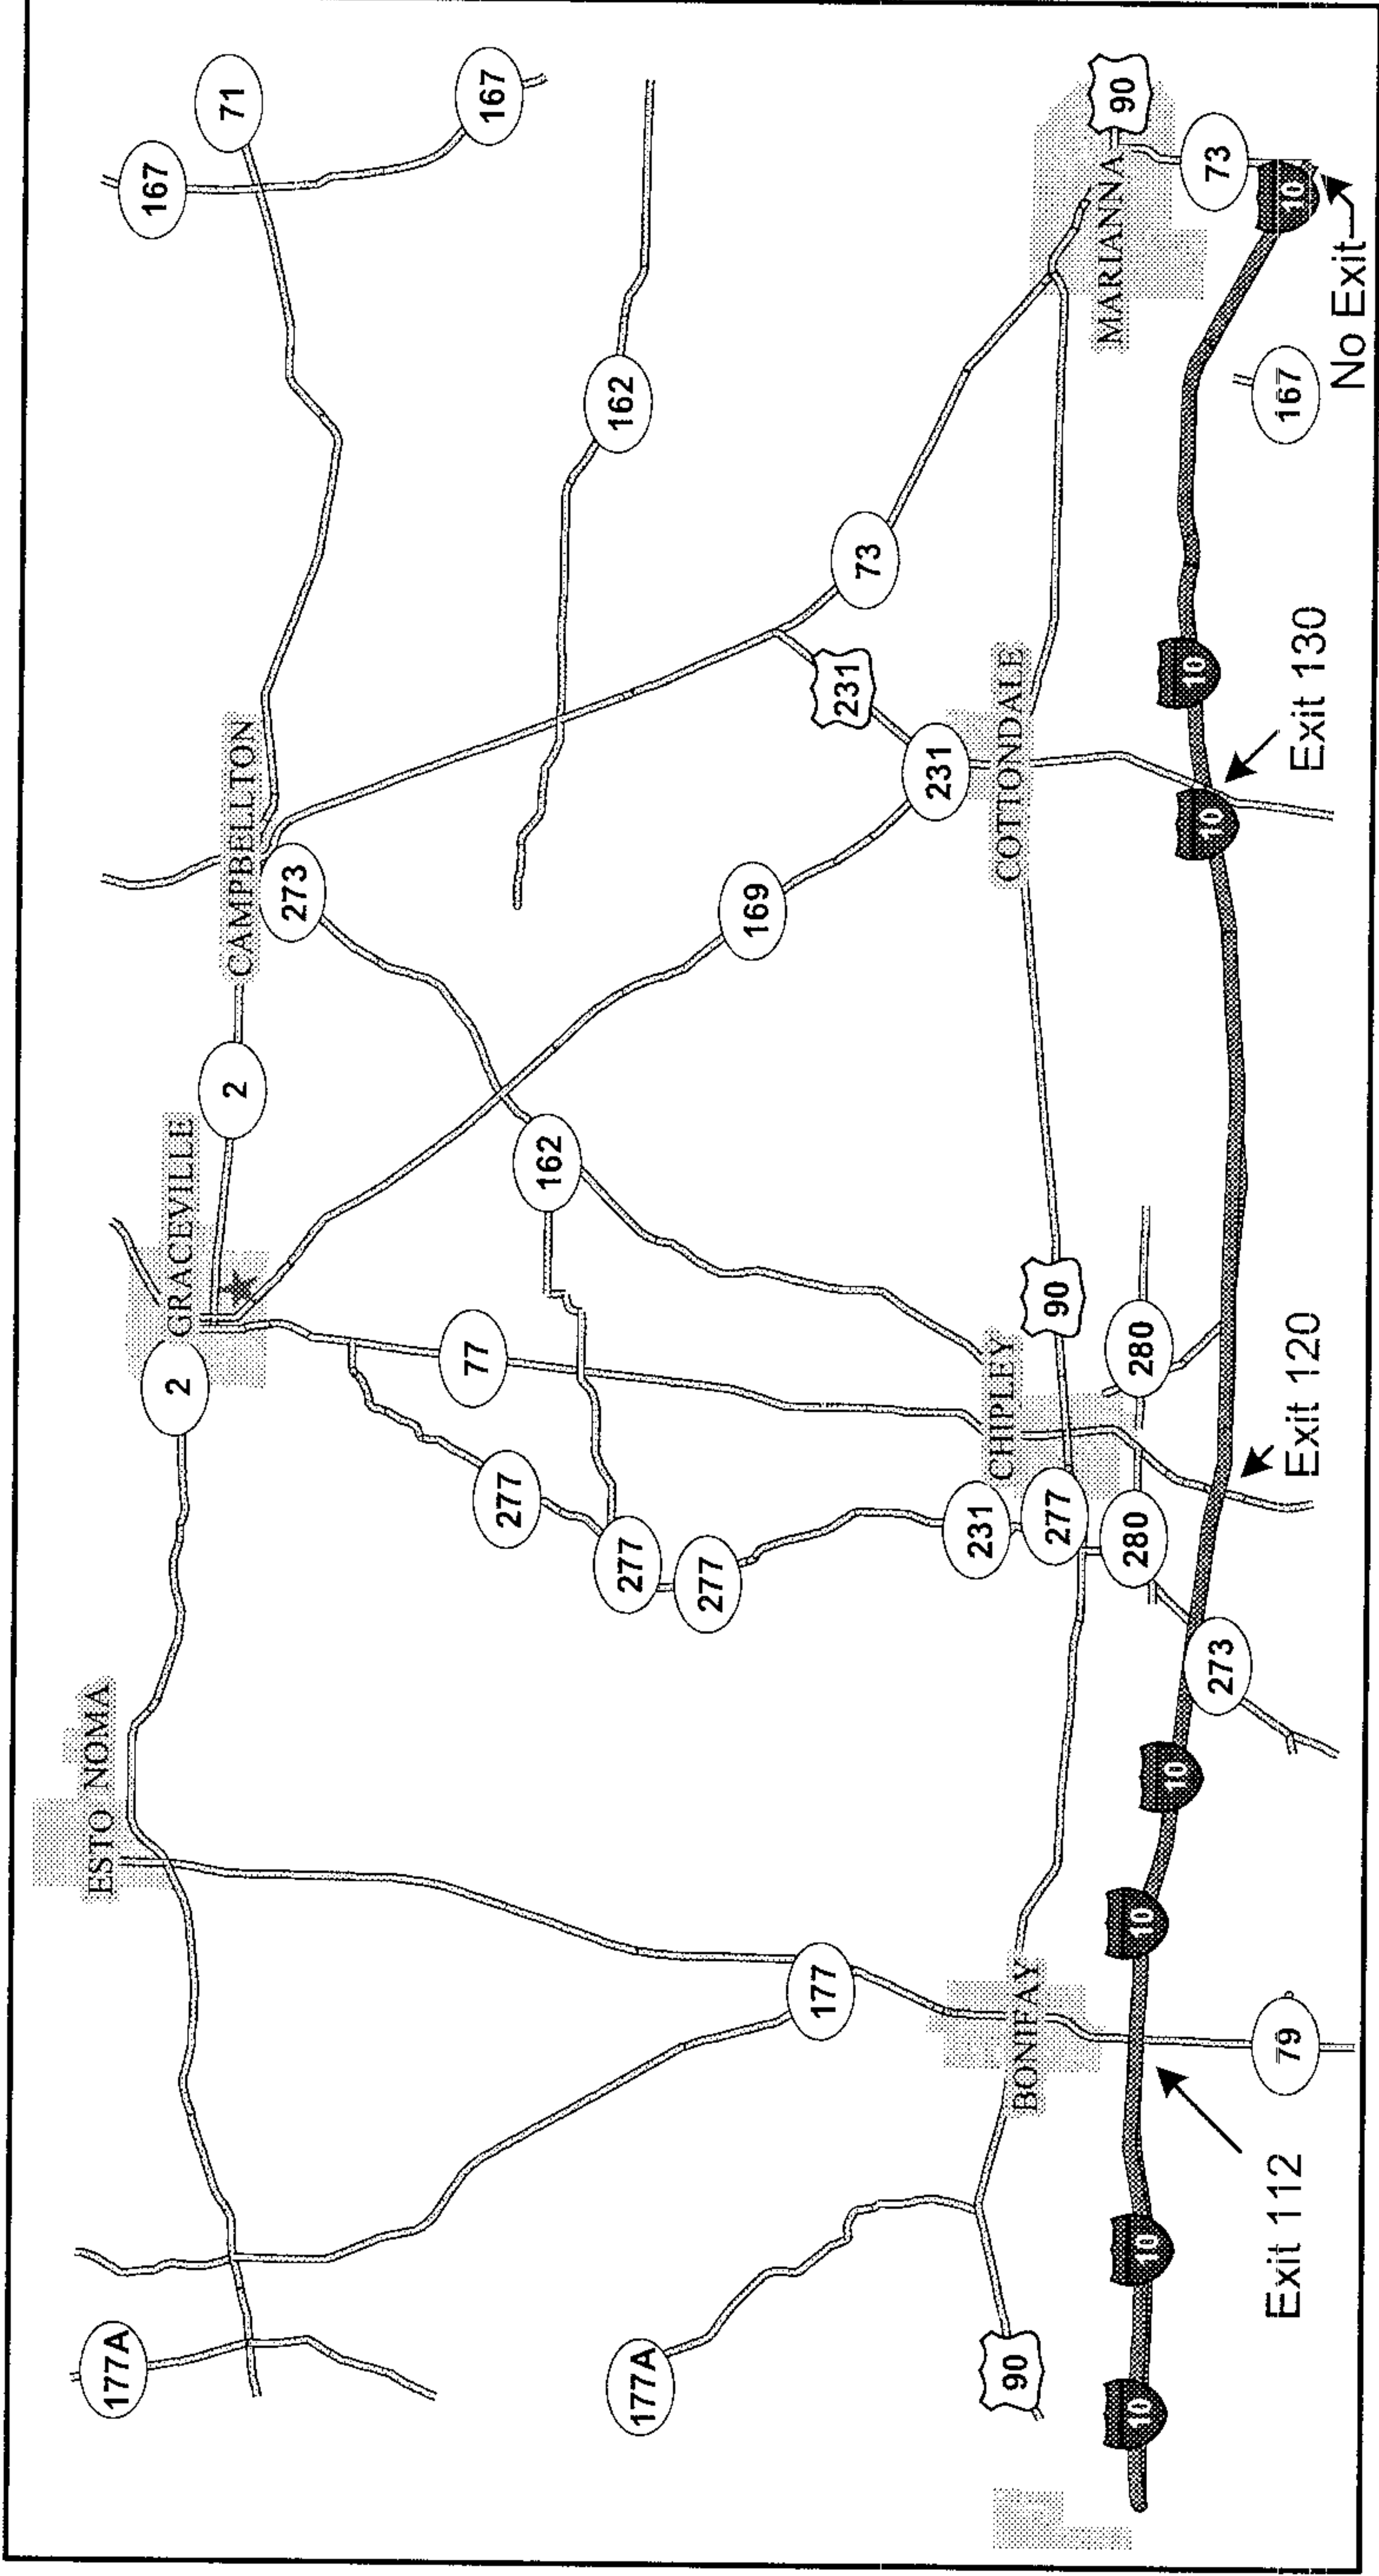 177A
ESTO NOMA
167
2
GRACEVILLE
2
CAMPBELLTON
71
273
77
167
277
162
162
277
177A
277
169
177
231
73
231
231
CHIPLEY
COTTONDALE
90
BONIFAY
277
90
MARIANNA
90
280
280
10
10
10
10
10
10
73
273
10
79
167
Exit 112
Exit 120
Exit 130
No Exit